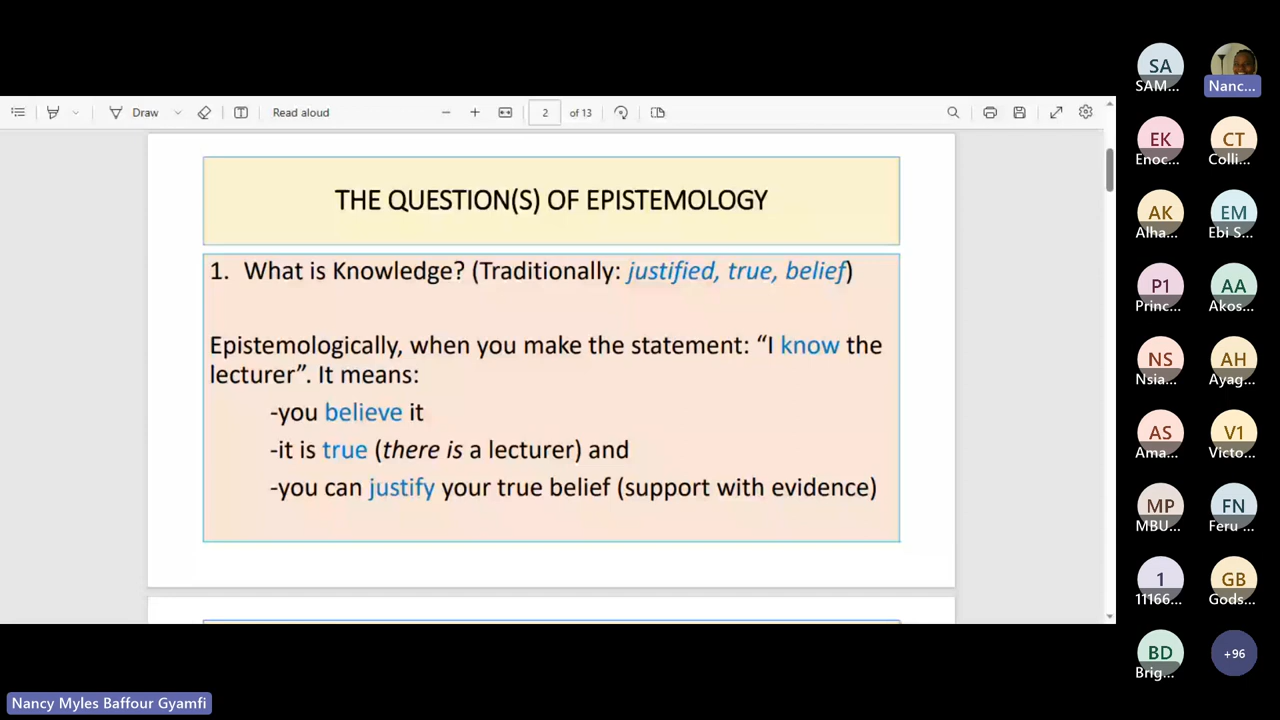 Draw
Read aloud
2 of 13
THE QUESTION(S) OF EPISTEMOLOGY
1. What is Knowledge? (Traditionally: justified, true, belief)
Epistemologically, when you make the statement: “I know the
lecturer”. It means:
-you believe it
-it is true (there is a lecturer) and
-you can justify your true belief (support with evidence)
SA
SAM...
Nanc...
EK
Enoc...
CT
Colli...
AK
Alha...
EM
Ebi S...
P1
Princ...
AA
Akos...
NS
Nsia...
AH
Ayag...
AS
Ama...
V1
Victo...
MP
MBU...
FN
Feru ...
1
11166...
GB
Gods...
BD
Brig...
+96
Nancy Myles Baffour Gyamfi